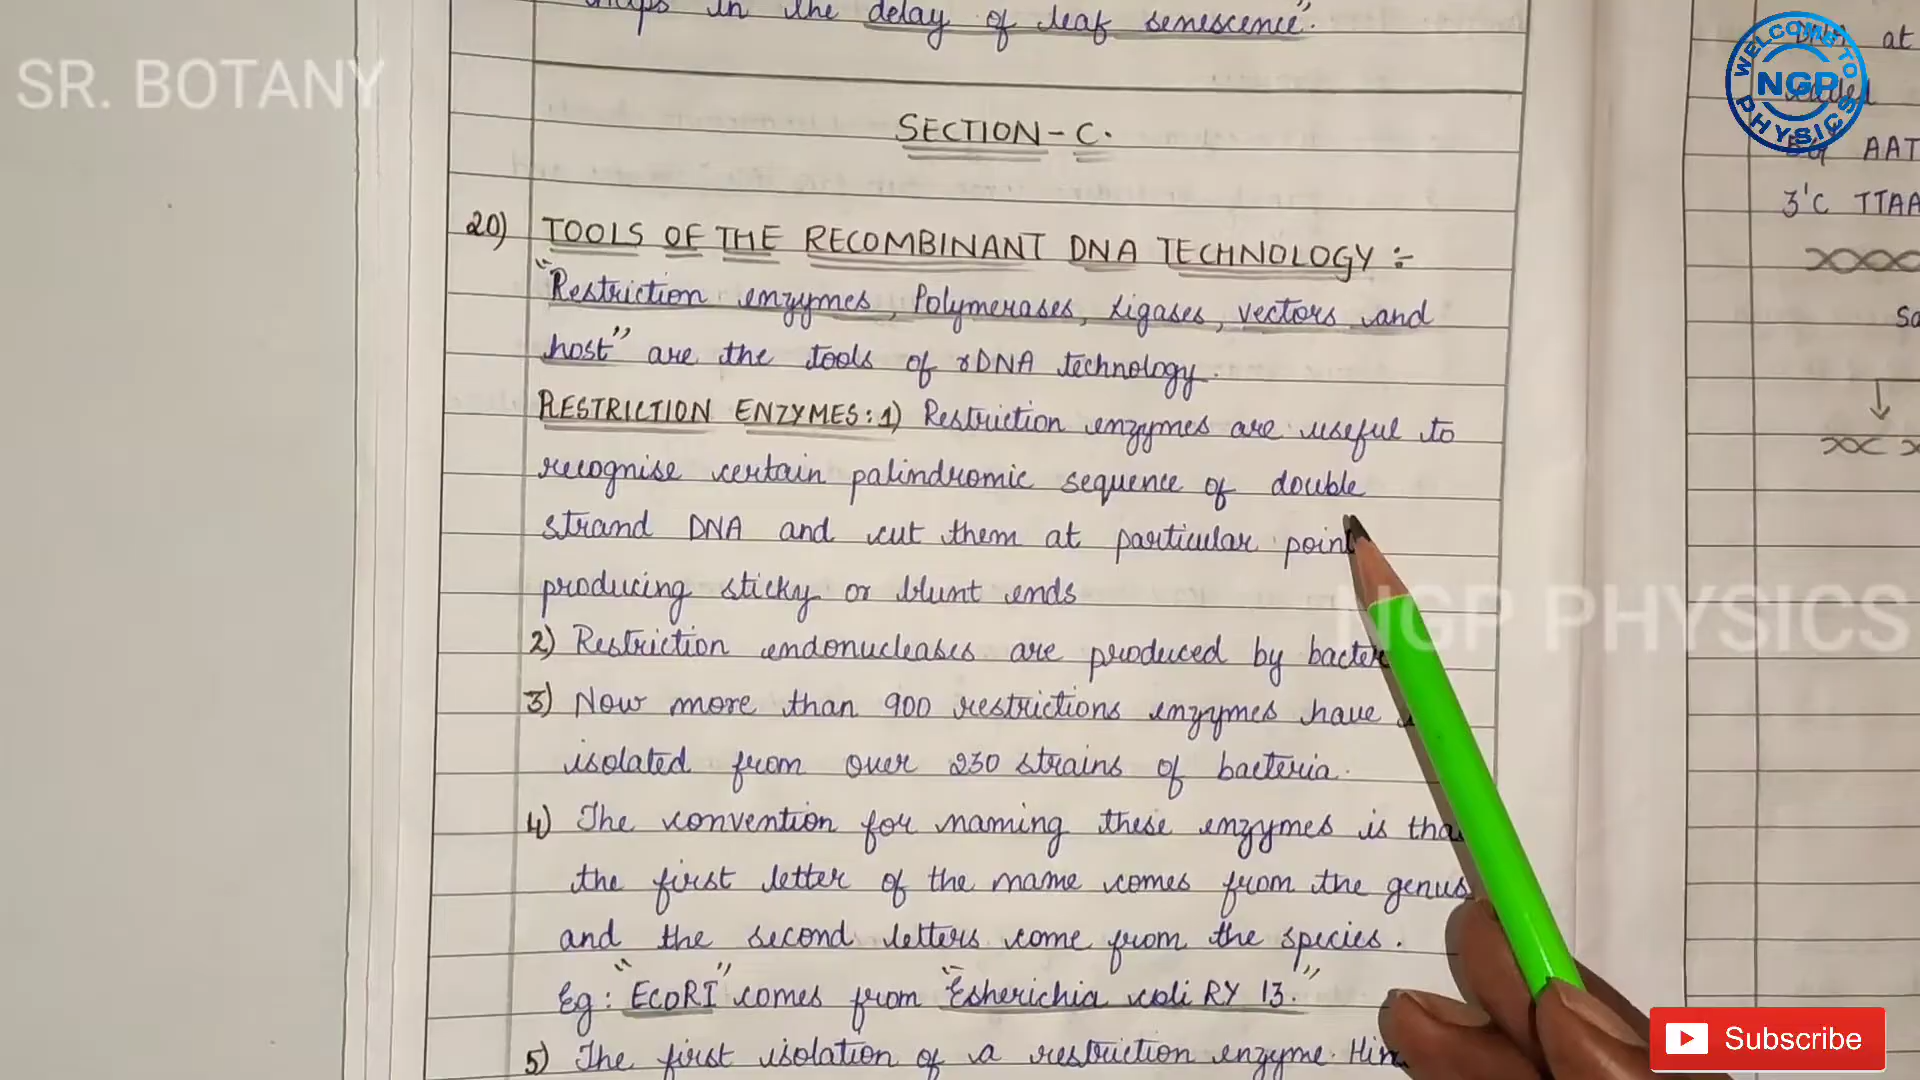 in the delay of leaf senescence".
SECTION - C.
20) TOOLS OF THE RECOMBINANT DNA TECHNOLOGY :-
"Restriction enzymes, Polymerases, Ligases, vectors and
host" are the tools of rDNA technology.
RESTRICTION ENZYMES: 1) Restriction enzymes are useful to
recognise certain palindromic sequence of double
strand DNA and cut them at particular point
producing sticky or blunt ends
2) Restriction endonucleases are produced by
3) Now more than 900 restrictions enzymes have
isolated from over 230 strains of bacteria.
4) The convention for naming these enzymes is
the first letter of the name comes from the genus
and the second letters come from the species.
Eg: "EcoRI" comes from "Esherichia coli RY 13."
5) The first isolation of a restriction enzyme.
at
AAT
3'C TTAA
SR. BOTANY
WELCOME TO
NGP
PHYSICS
NGP PHYSICS
Subscribe